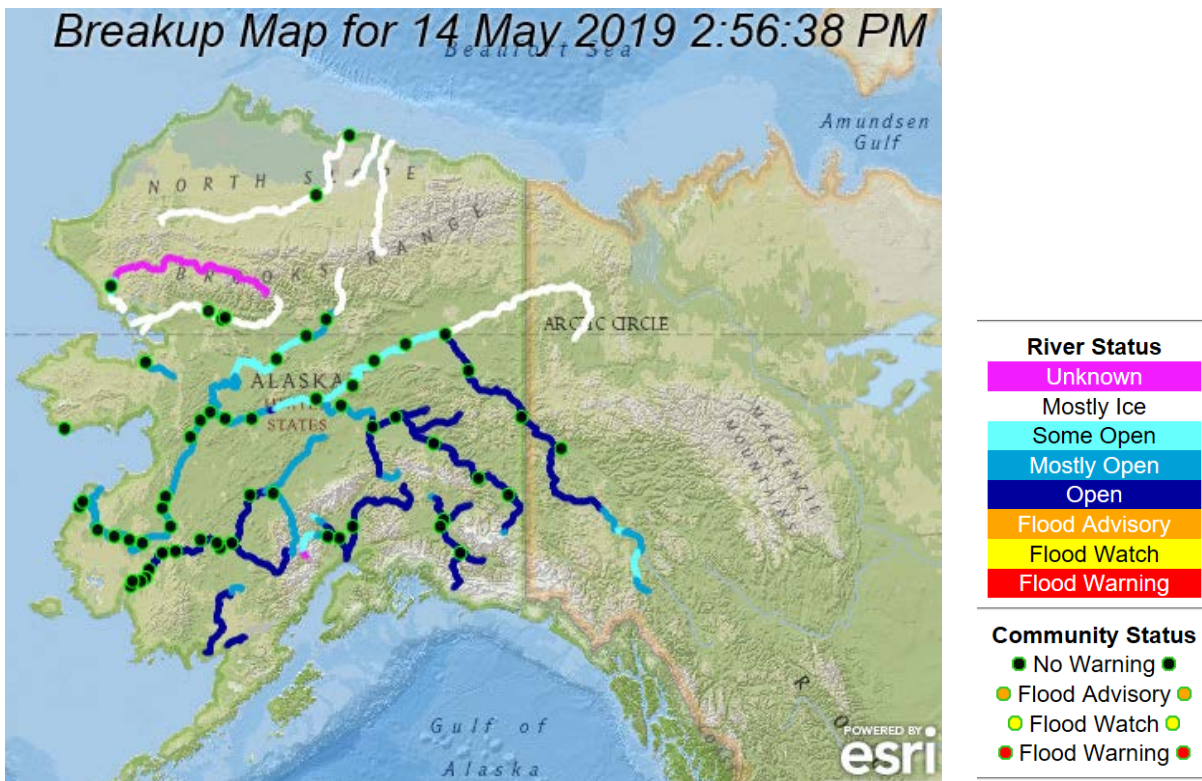 Breakup Map for 14 May 2019 2:56:38 PM
Beaufort Sea
Amundsen
Gulf
NORTH SLOPE
BROOKS RANGE
ARCTIC CIRCLE
ALASKA
UNITED
STATES
MACKENZIE
MOUNTAINS
Gulf of
Alaska
POWERED BY
esri
River Status
Unknown
Mostly Ice
Some Open
Mostly Open
Open
Flood Advisory
Flood Watch
Flood Warning
Community Status
No Warning
Flood Advisory
Flood Watch
Flood Warning